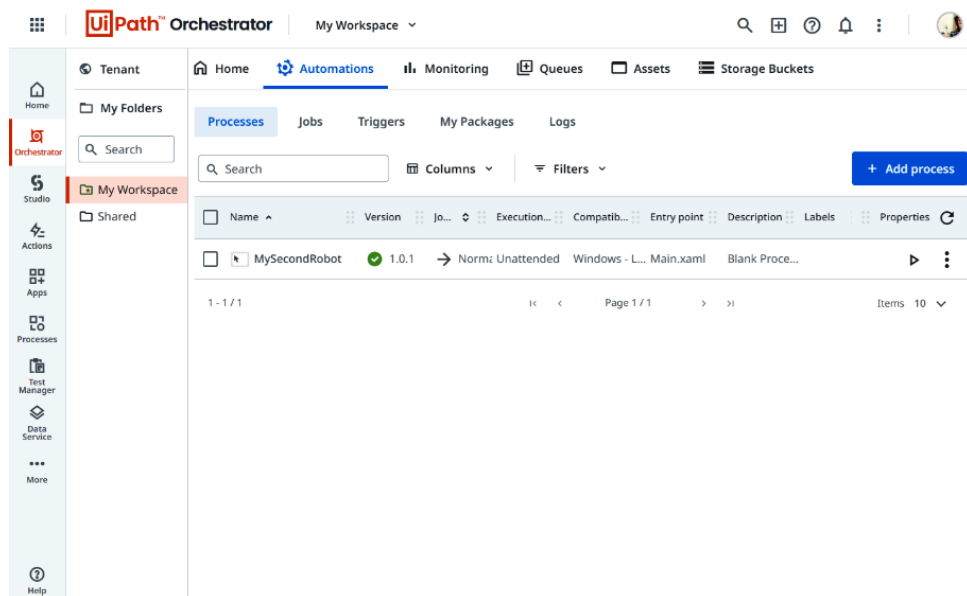 UiPath™ Orchestrator
My Workspace
Home
Orchestrator
Studio
Actions
Apps
Processes
Test
Manager
Data
Service
More
Help
Tenant
My Folders
Search
My Workspace
Shared
Home Automations Monitoring Queues Assets Storage Buckets
Processes Jobs Triggers My Packages Logs
Search Columns Filters + Add process
Name Version Jo... Execution... Compatib... Entry point Description Labels Properties
MySecondRobot 1.0.1 Norma Unattended Windows - L... Main.xaml Blank Proce...
1 - 1 / 1 Page 1 / 1 Items 10